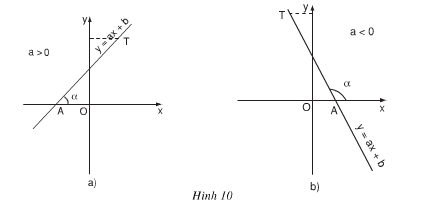 y
T
y = ax + b
a > 0
α
A
O
x
a)
y
T
a < 0
α
O
A
x
y = ax + b
b)
Hình 10